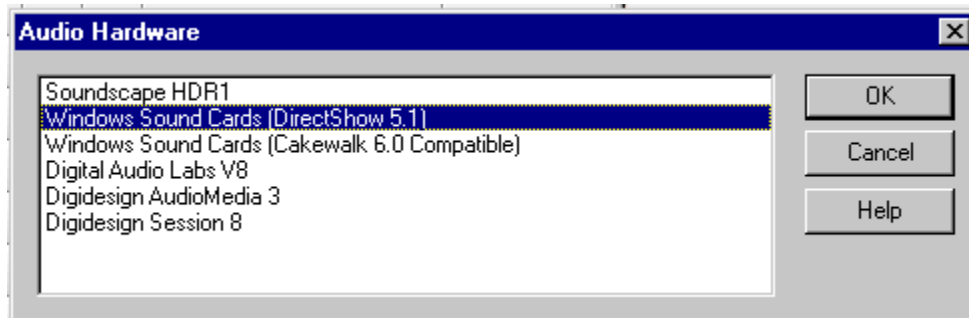 Audio Hardware
Soundscape HDR1
Windows Sound Cards (DirectShow 5.1)
Windows Sound Cards (Cakewalk 6.0 Compatible)
Digital Audio Labs V8
Digidesign AudioMedia 3
Digidesign Session 8
OK
Cancel
Help